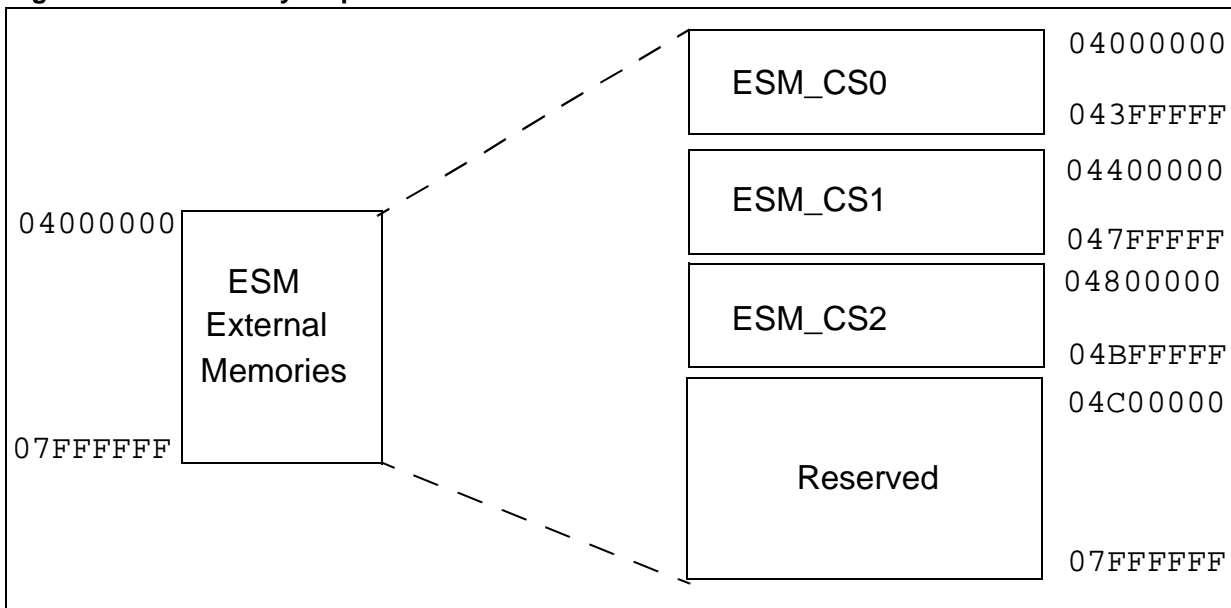 04000000
07FFFFFF
ESM
External
Memories
ESM_CS0
04000000
043FFFFF
ESM_CS1
04400000
047FFFFF
ESM_CS2
04800000
04BFFFFF
Reserved
04C00000
07FFFFFF